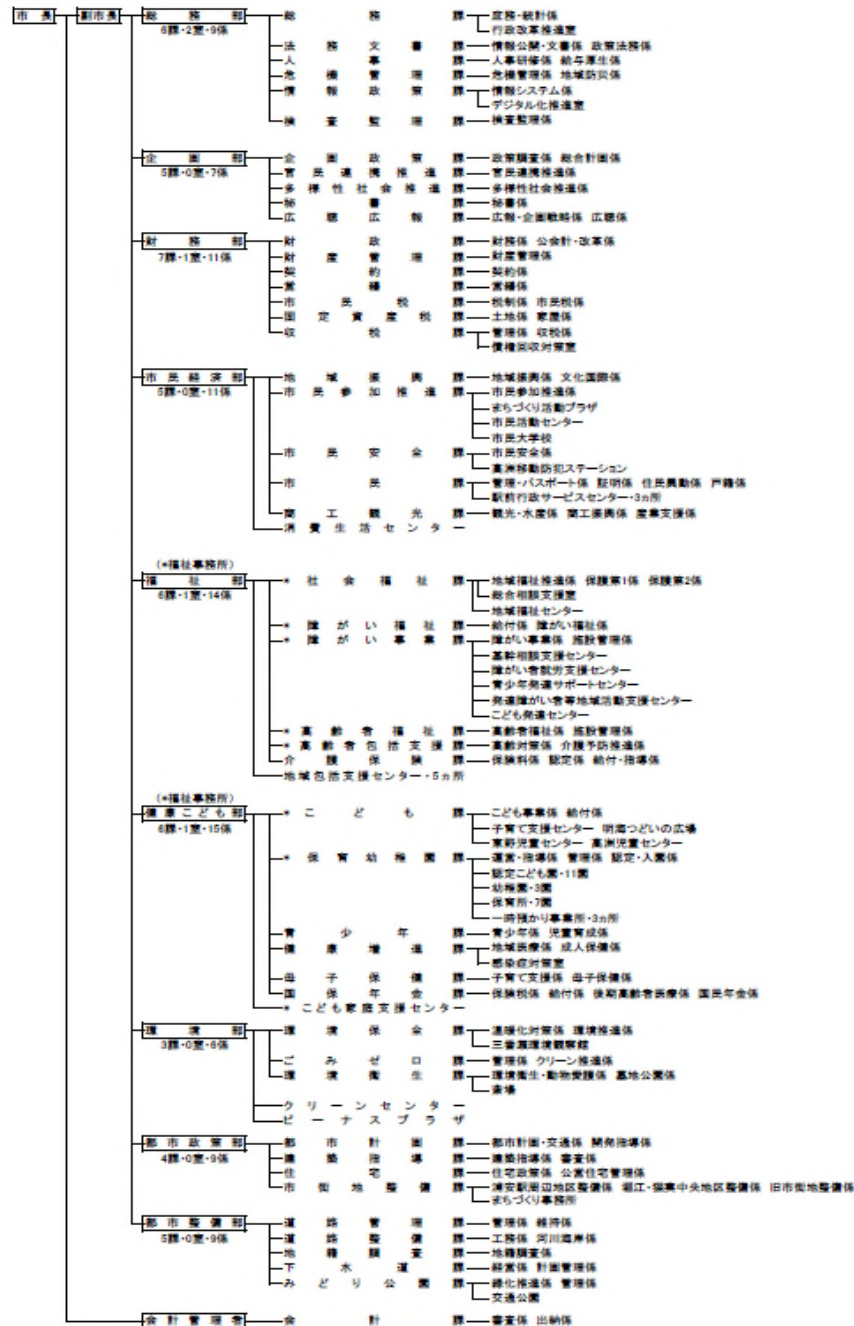 市長 副市長 総務部 総務課 庶務・統計係
6課・2室・9係 行政改革推進室
法務文書課 情報公開・文書係 政策法務係
人事課 人事研修係 給与厚生係
危機管理課 危機管理係 地域防災係
情報政策課 情報システム係
デジタル化推進室
検査監理課 検査監理係
企画部 企画政策課 政策調査係 総合計画係
5課・0室・7係 官民連携推進課 官民連携推進係
多様性社会推進課 多様性社会推進係
秘書課 秘書係
広聴広報課 広報・企画戦略係 広聴係
財務部 財政課 財務係 公会計・改革係
7課・1室・11係 財産管理課 財産管理係
契約課 契約係
営繕課 営繕係
市民税課 税制係 市民税係
固定資産税課 土地係 家屋係
収税課 管理係 収税係
債権回収対策室
市民経済部 地域振興課 地域振興係 文化国際係
5課・0室・11係 市民参加推進課 市民参加推進係
まちづくり活動プラザ
市民活動センター
市民大学校
市民安全課 市民安全係
高洲移動防犯ステーション
市民課 管理・パスポート係 証明係 住民異動係 戸籍係
駅前行政サービスセンター・3ヵ所
商工観光課 観光・水産係 商工振興係 産業支援係
消費生活センター
(*福祉事務所)
福祉部 *社会福祉課 地域福祉推進係 保護第1係 保護第2係
6課・1室・14係 総合相談支援室
地域福祉センター
*障がい福祉課 給付係 障がい福祉係
*障がい事業課 障がい事業係 施設管理係
基幹相談支援センター
障がい者就労支援センター
青少年発達サポートセンター
発達障がい者等地域活動支援センター
こども発達センター
*高齢者福祉課 高齢者福祉係 施設管理係
*高齢者包括支援課 高齢対策係 介護予防推進係
介護保険課 保険料係 認定係 給付・指導係
地域包括支援センター・5ヵ所
(*福祉事務所)
健康こども部 *こども課 こども事業係 給付係
6課・1室・15係 子育て支援センター 明海つどいの広場
東野児童センター 高洲児童センター
*保育幼稚園課 運営・指導係 管理係 認定・入園係
認定こども園・11園
幼稚園・3園
保育所・7園
一時預かり事業所・3ヵ所
青少年課 青少年係 児童育成係
健康増進課 地域医療係 成人保健係
感染症対策室
母子保健課 子育て支援係 母子保健係
国保年金課 保険税係 給付係 後期高齢者医療係 国民年金係
*こども家庭支援センター
環境部 環境保全課 温暖化対策係 環境推進係
3課・0室・6係 三番瀬環境観察館
ごみゼロ課 管理係 クリーン推進係
環境衛生課 環境衛生・動物愛護係 墓地公園係
斎場
クリーンセンター
ビーナスプラザ
都市政策部 都市計画課 都市計画・交通係 開発指導係
4課・0室・9係 建築指導課 建築指導係 審査係
住宅課 住宅政策係 公営住宅管理係
市街地整備課 浦安駅周辺地区整備係 堀江・猫実中央地区整備係 旧市街地整備係
まちづくり事務所
都市整備部 道路管理課 管理係 維持係
5課・0室・9係 道路整備課 工務係 河川海岸係
地籍調査課 地籍調査係
下水道課 経営係 計画管理係
みどり公園課 緑化推進係 管理係
交通公園
会計管理者 会計課 審査係 出納係